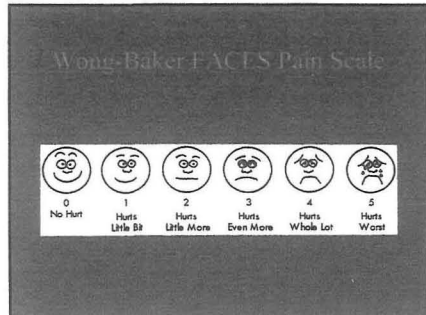 Wong-Baker FACES Pain Scale
0 1 2 3 4 5
No Hurt Hurts Hurts Hurts Hurts Hurts
Little Bit Little More Even More Whole Lot Worst